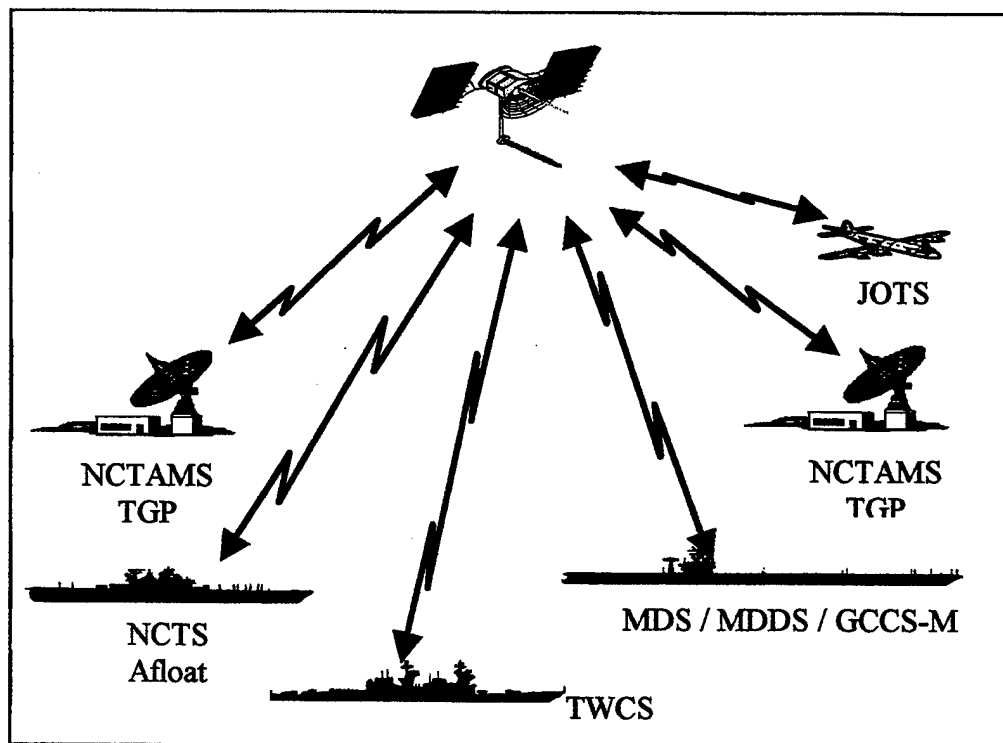 JOTS
NCTAMS
TGP
NCTAMS
TGP
NCTS
Afloat
MDS / MDDS / GCCS-M
TWCS